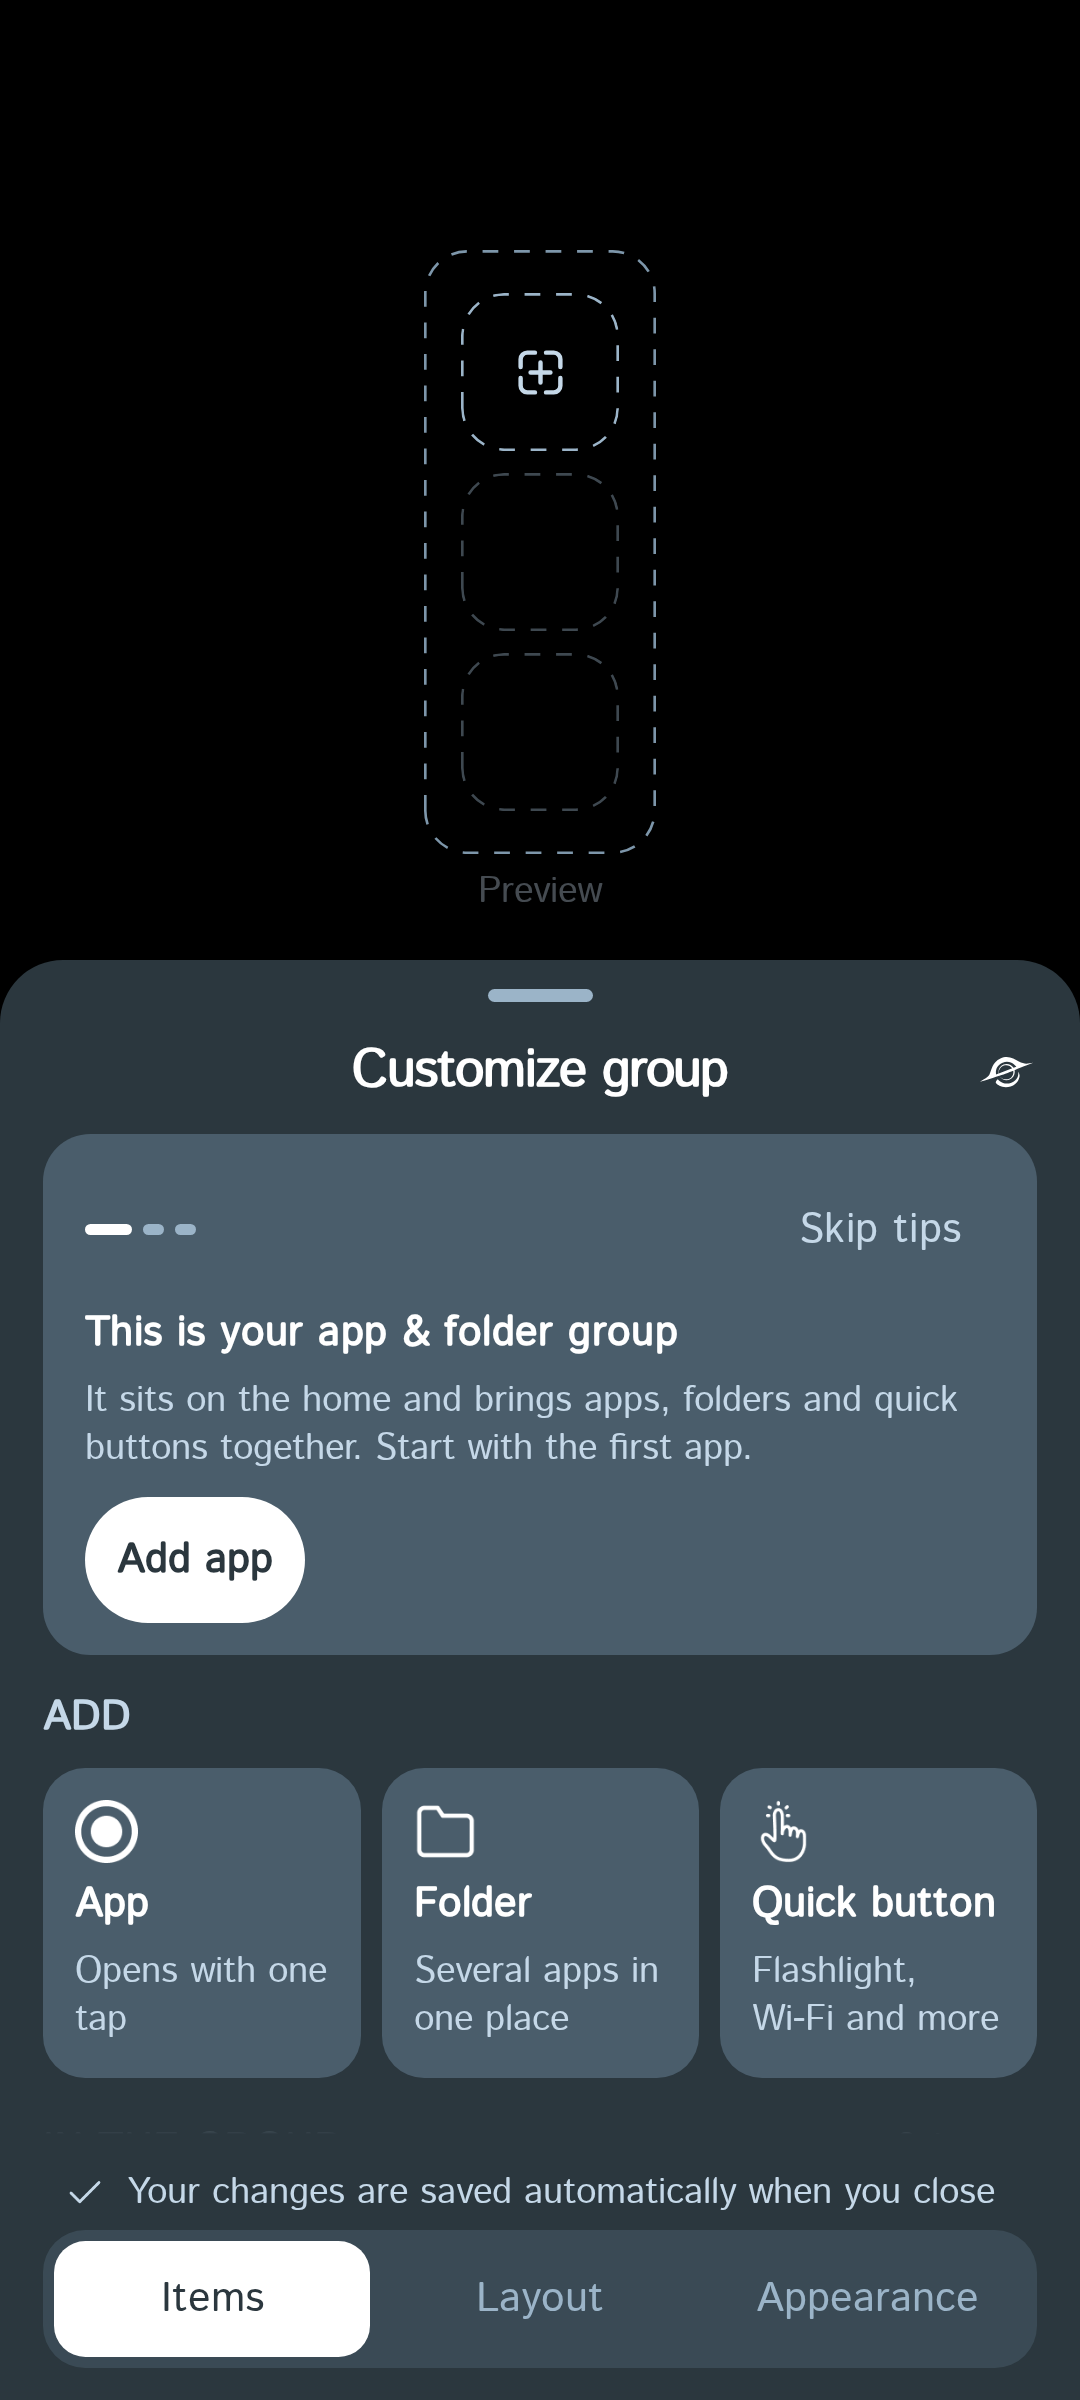 Preview
Customize group
Skip tips
This is your app & folder group
It sits on the home and brings apps, folders and quick
buttons together. Start with the first app.
Add app
ADD
App
Opens with one
tap
Folder
Several apps in
one place
Quick button
Flashlight,
Wi-Fi and more
Your changes are saved automatically when you close
Items
Layout
Appearance